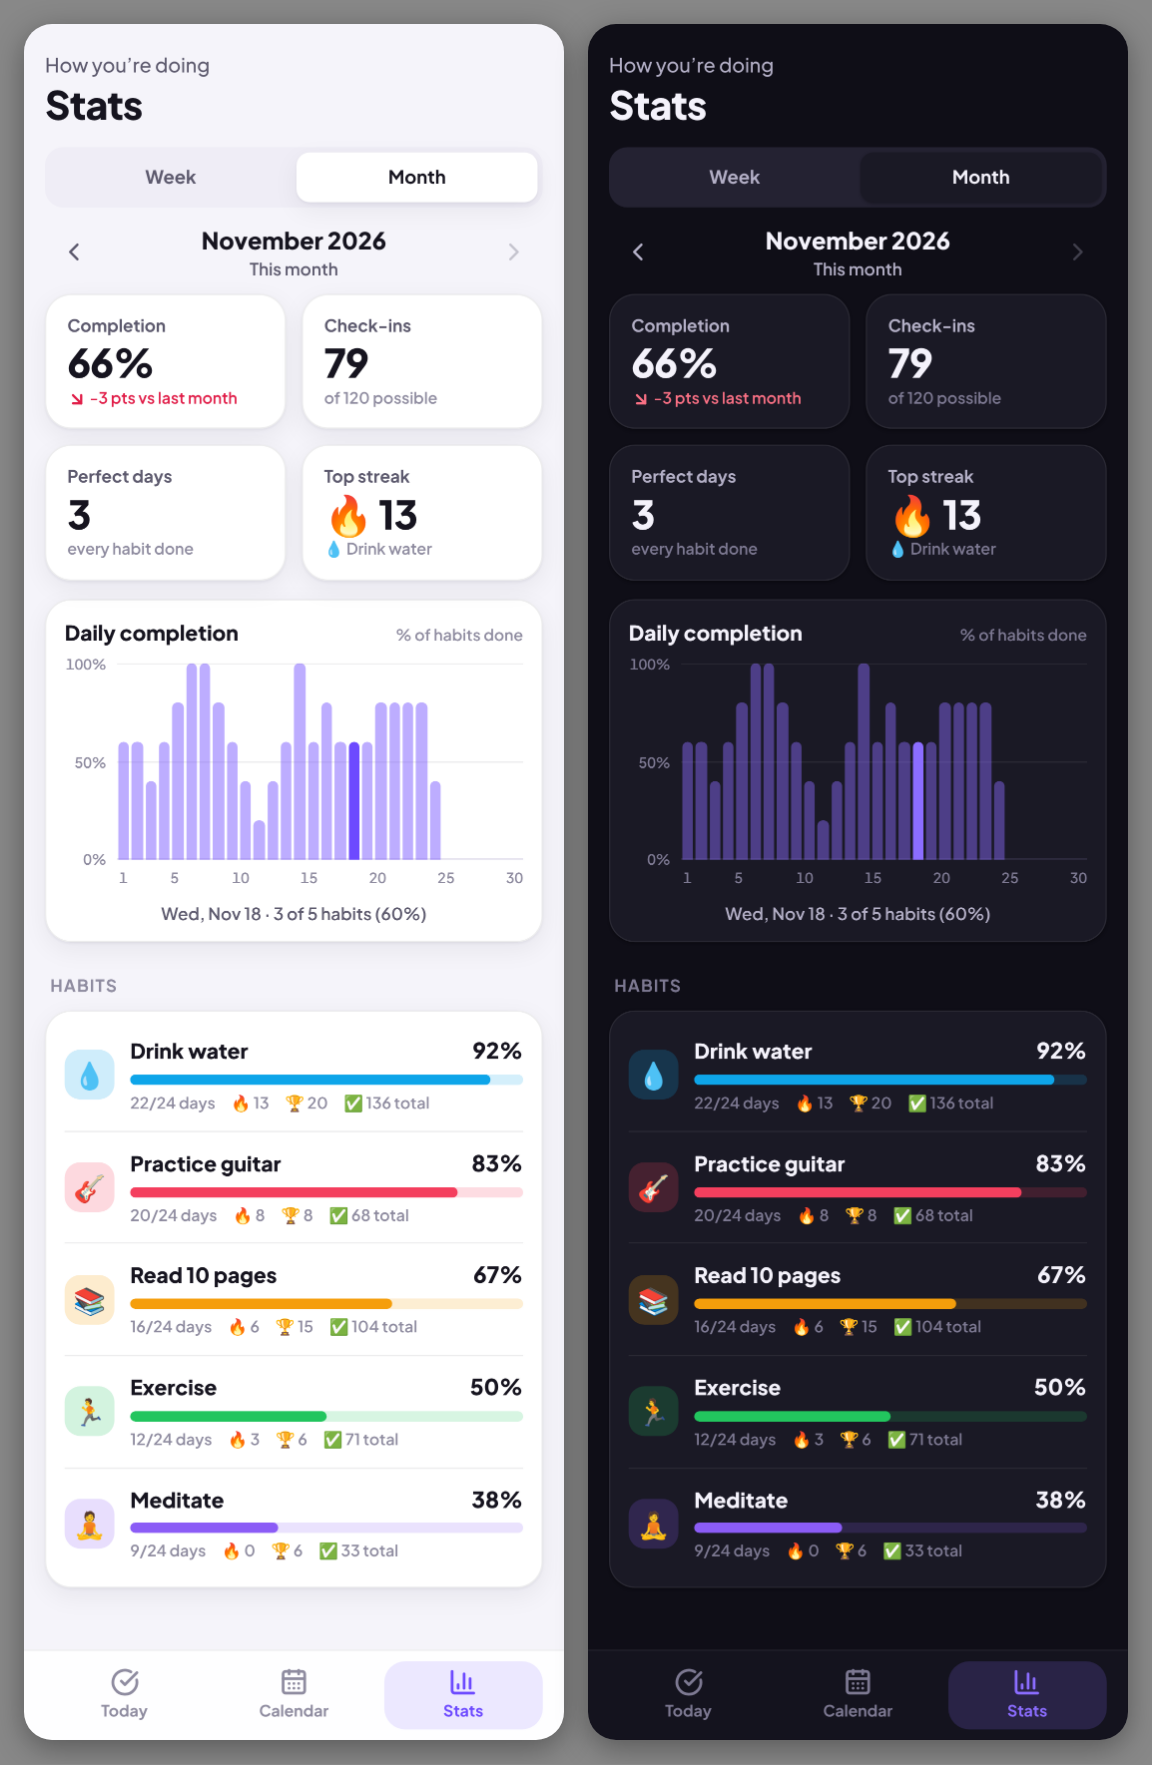 How you're doing
Stats
Week
Month
November 2026
This month
Completion
66%
-3 pts vs last month
Check-ins
79
of 120 possible
Perfect days
3
every habit done
Top streak
🔥 13
💧 Drink water
Daily completion
% of habits done
100%
50%
0%
1 5 10 15 20 25 30
Wed, Nov 18 · 3 of 5 habits (60%)
HABITS
Drink water 92%
22/24 days 🔥 13 🏆 20 ✅ 136 total
Practice guitar 83%
20/24 days 🔥 8 🏆 8 ✅ 68 total
Read 10 pages 67%
16/24 days 🔥 6 🏆 15 ✅ 104 total
Exercise 50%
12/24 days 🔥 3 🏆 6 ✅ 71 total
Meditate 38%
9/24 days 🔥 0 🏆 6 ✅ 33 total
Today
Calendar
Stats
How you're doing
Stats
Week
Month
November 2026
This month
Completion
66%
-3 pts vs last month
Check-ins
79
of 120 possible
Perfect days
3
every habit done
Top streak
🔥 13
💧 Drink water
Daily completion
% of habits done
100%
50%
0%
1 5 10 15 20 25 30
Wed, Nov 18 · 3 of 5 habits (60%)
HABITS
Drink water 92%
22/24 days 🔥 13 🏆 20 ✅ 136 total
Practice guitar 83%
20/24 days 🔥 8 🏆 8 ✅ 68 total
Read 10 pages 67%
16/24 days 🔥 6 🏆 15 ✅ 104 total
Exercise 50%
12/24 days 🔥 3 🏆 6 ✅ 71 total
Meditate 38%
9/24 days 🔥 0 🏆 6 ✅ 33 total
Today
Calendar
Stats